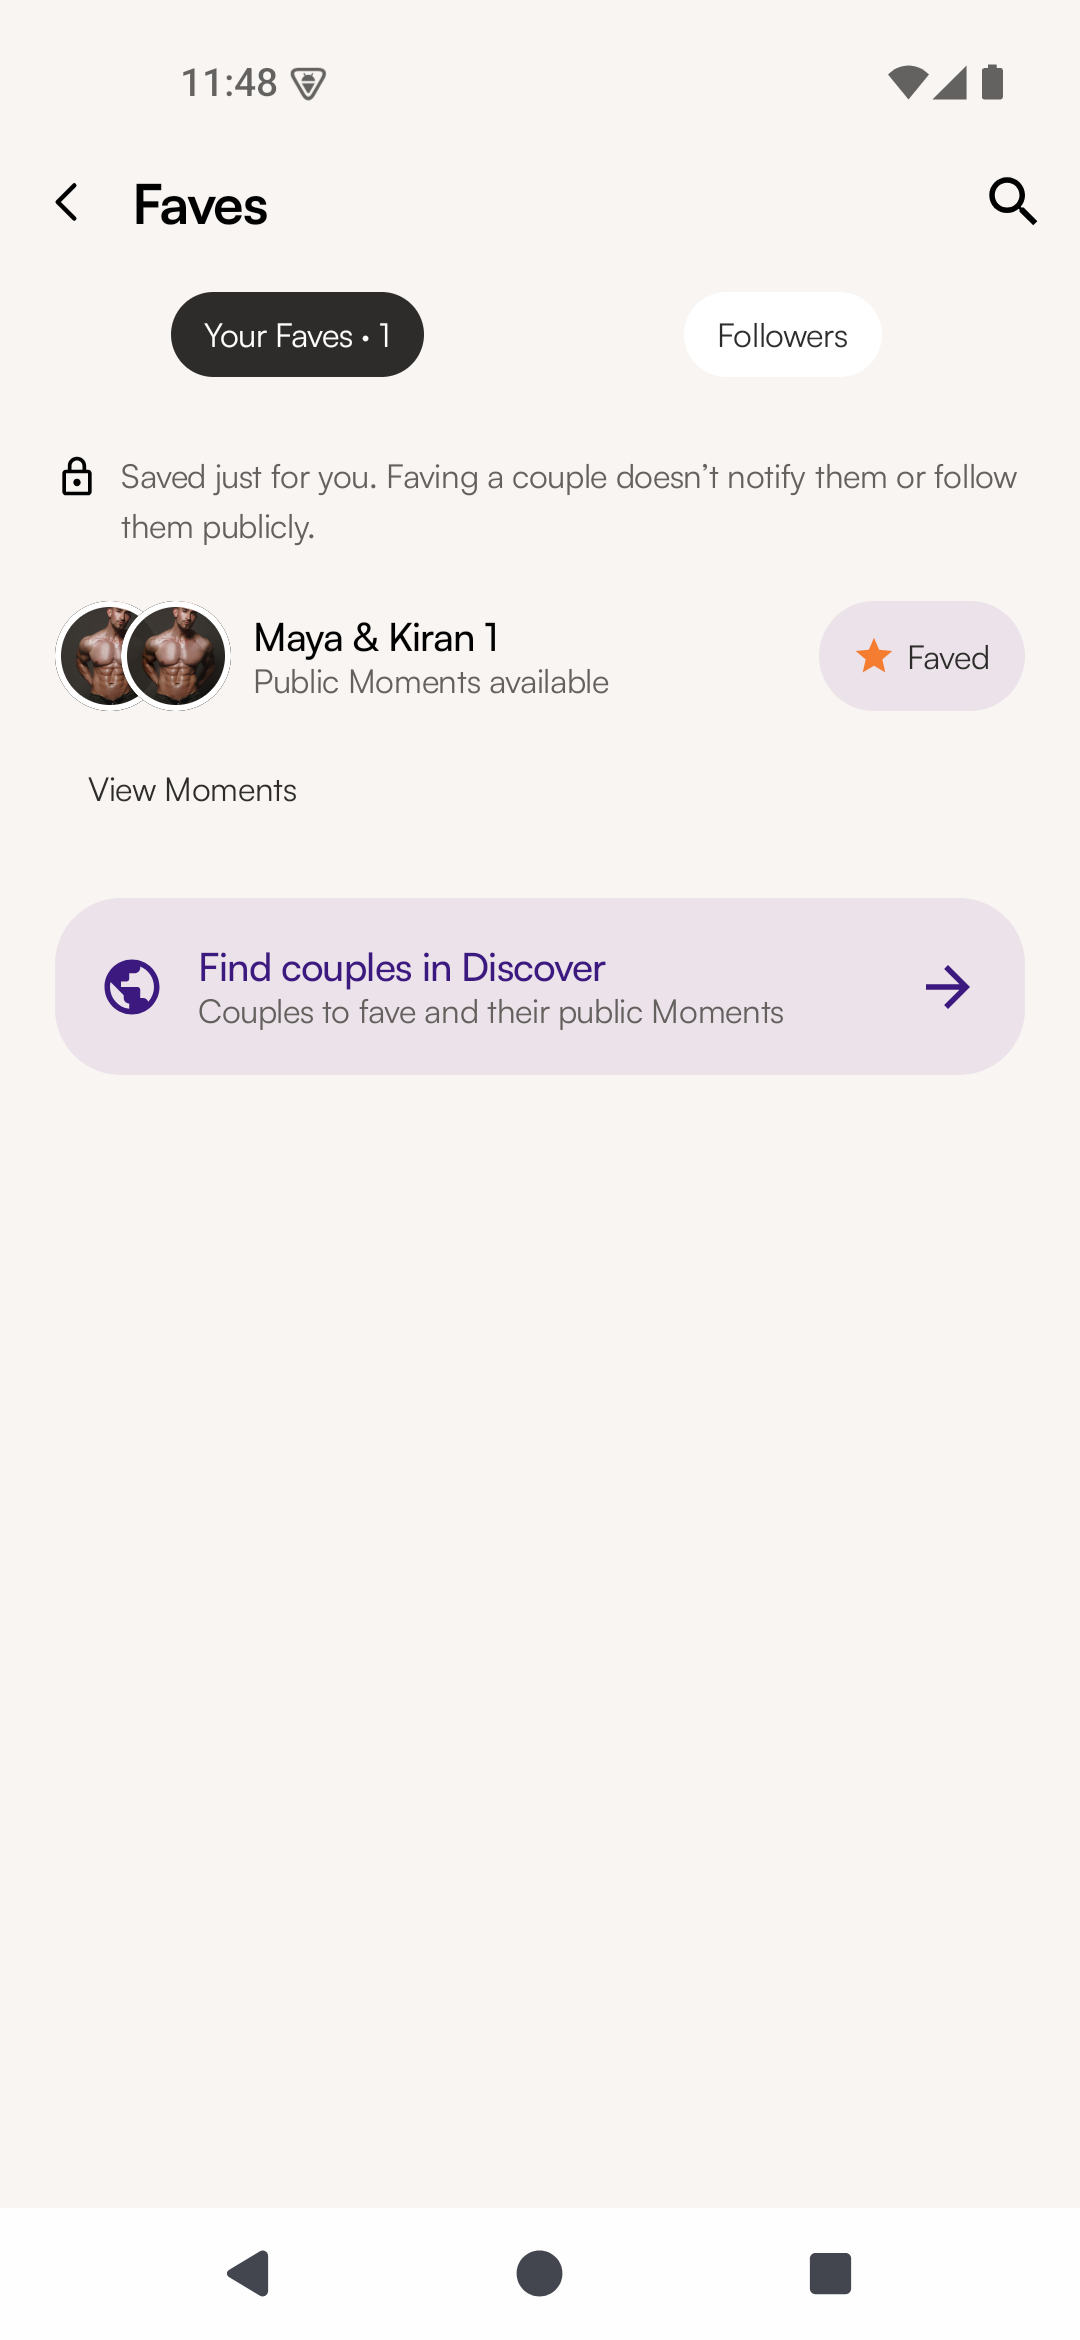 11:48
Faves
Your Faves · 1
Followers
Saved just for you. Faving a couple doesn’t notify them or follow
them publicly.
Maya & Kiran 1
Public Moments available
Faved
View Moments
Find couples in Discover
Couples to fave and their public Moments